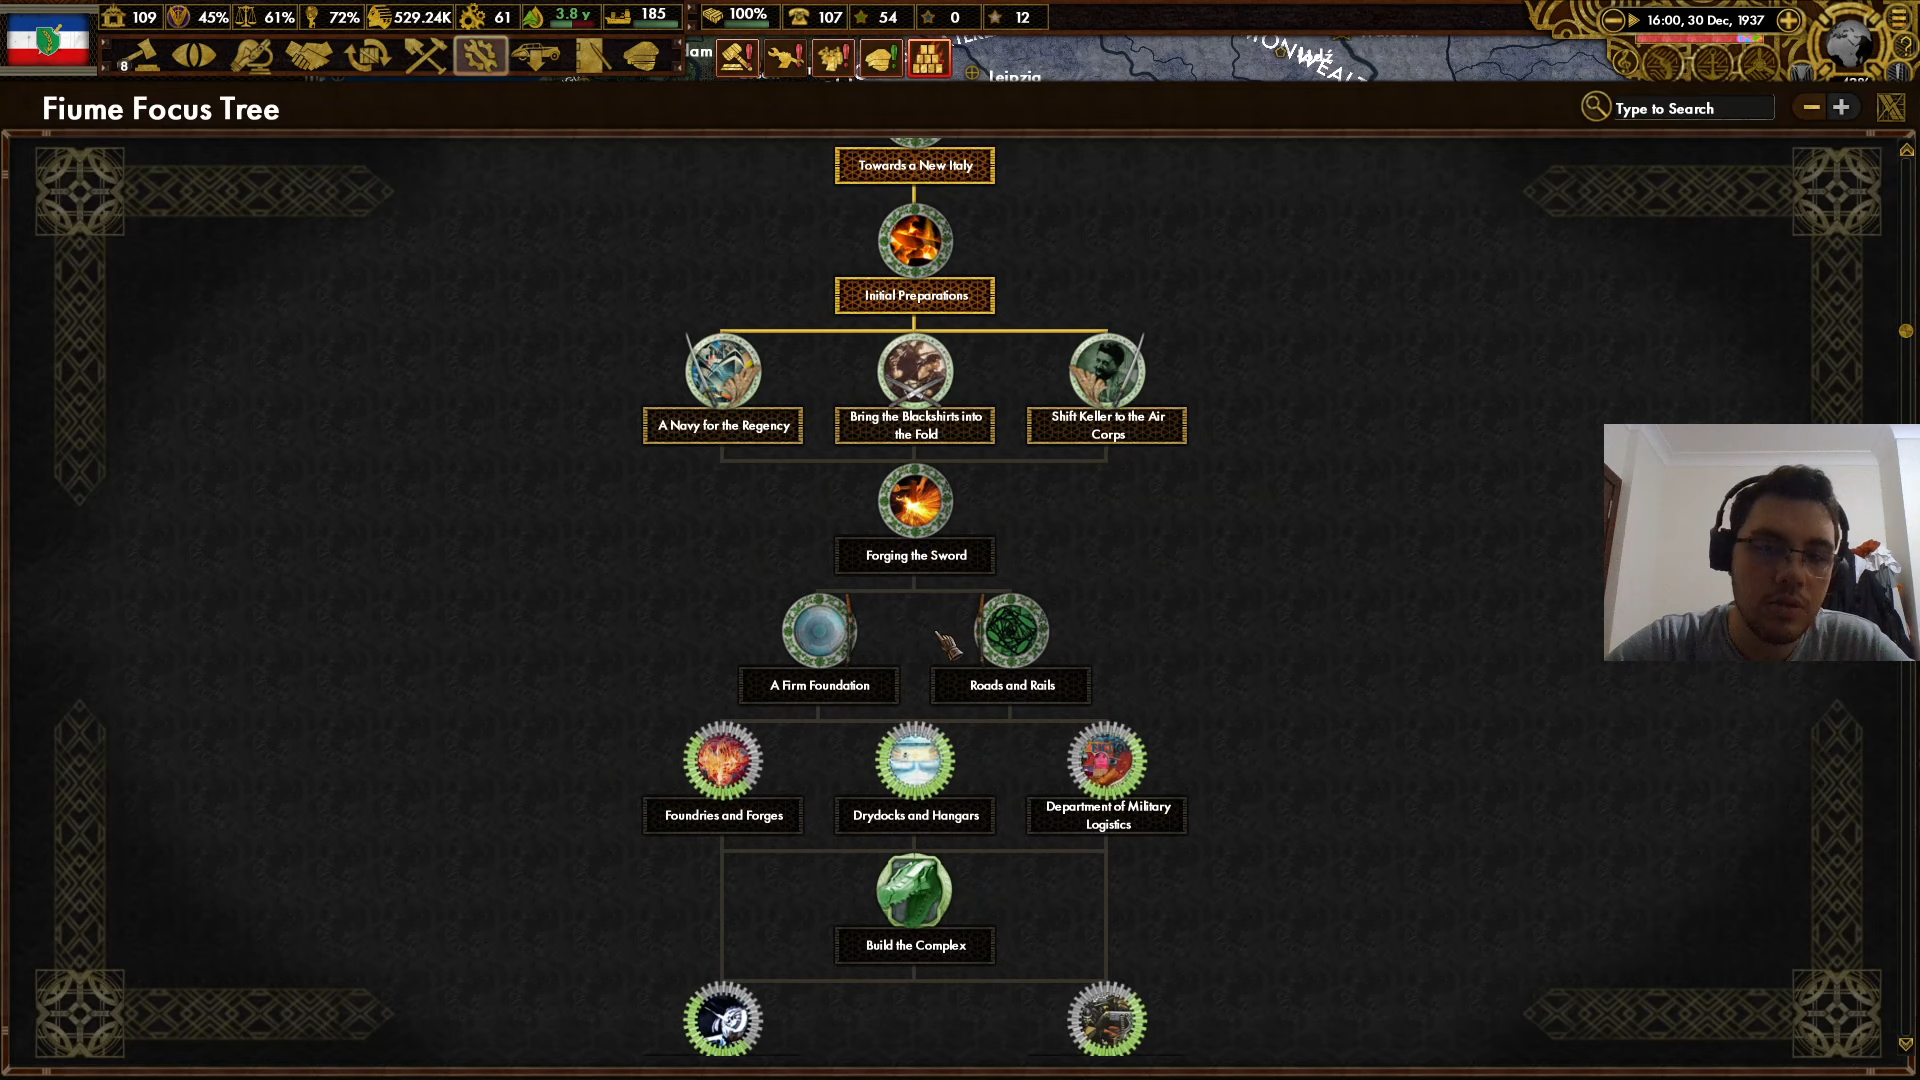 109 45% 61% 72% 529.24K 61 3.8 y 185 100% 107 54 0 12 16:00, 30 Dec, 1937
8
Leipzig
Łódź
Fiume Focus Tree
Type to Search
Towards a New Italy
Initial Preparations
A Navy for the Regency
Bring the Blackshirts into
the Fold
Shift Keller to the Air
Corps
Forging the Sword
A Firm Foundation
Roads and Rails
Foundries and Forges
Drydocks and Hangars
Department of Military
Logistics
Build the Complex